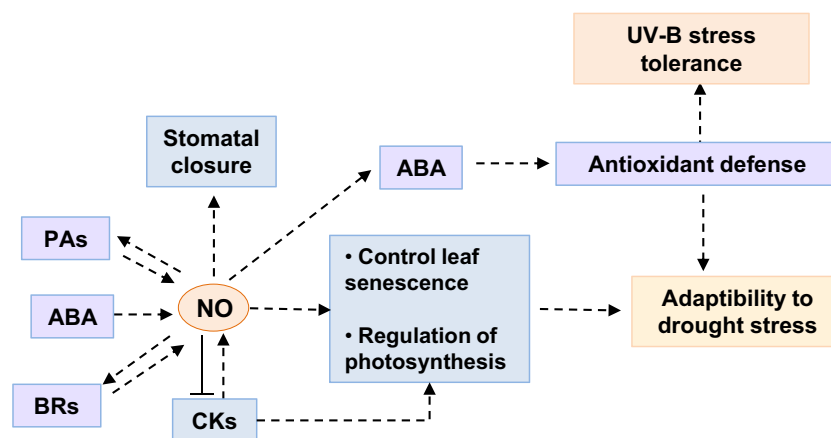 UV-B stress
tolerance
Stomatal
closure
ABA
Antioxidant defense
PAs
• Control leaf
senescence
ABA
NO
Adaptibility to
drought stress
• Regulation of
photosynthesis
BRs
CKs